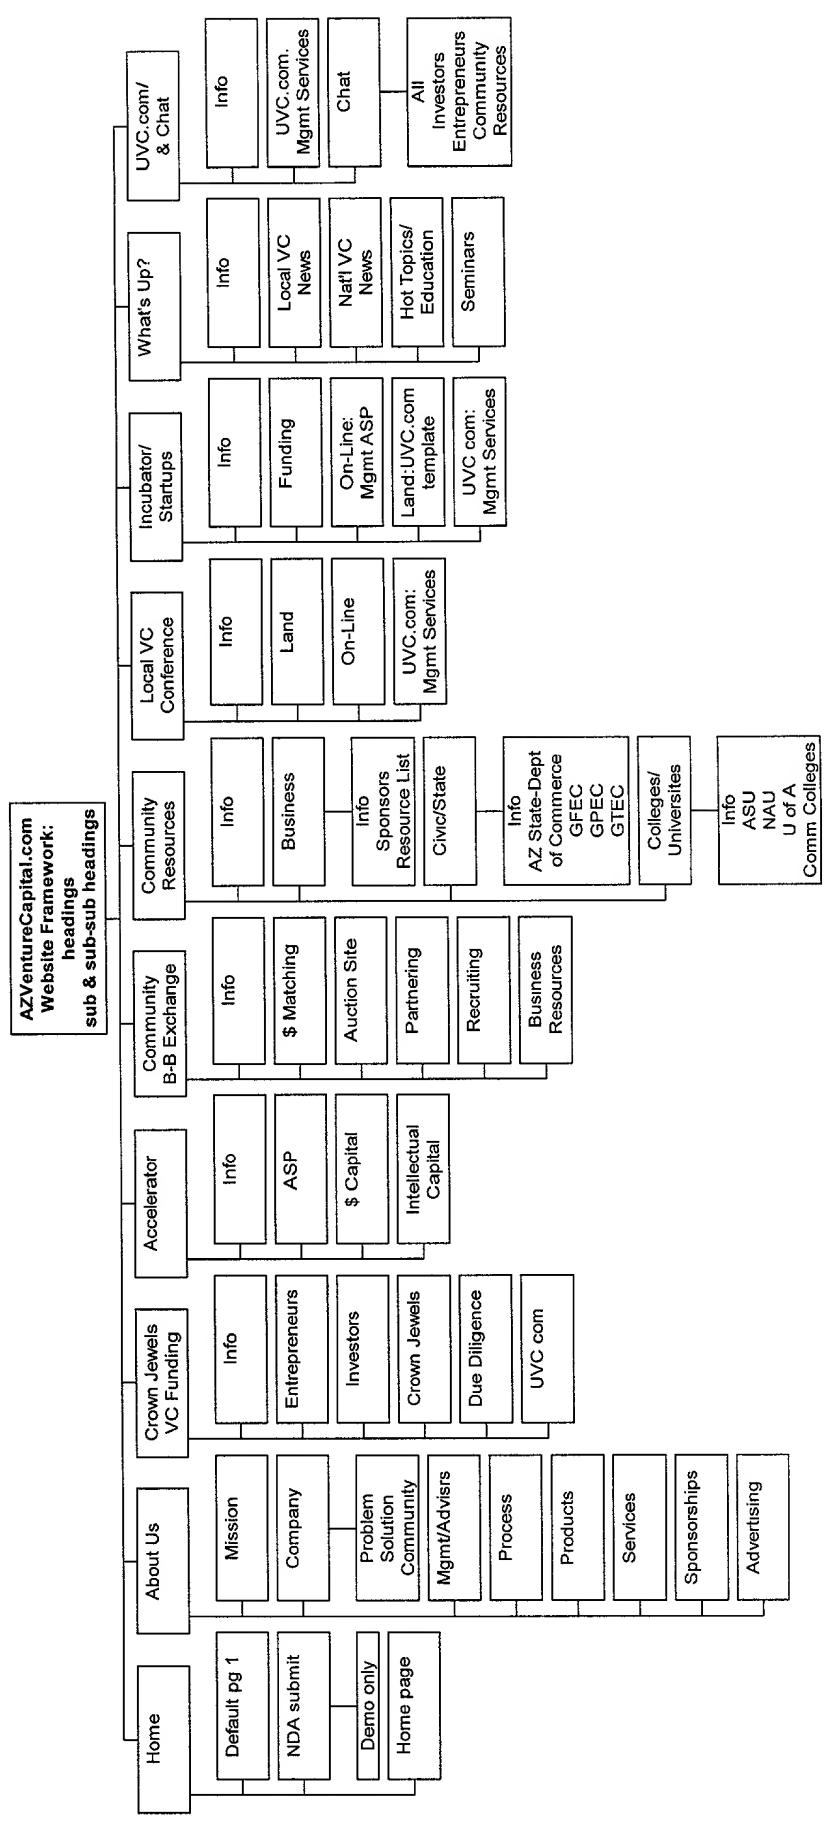 AZVentureCapital.com
Website Framework:
headings
sub & sub-sub headings
Home
Default pg 1
NDA submit
Demo only
Home page
About Us
Mission
Company
Problem
Solution
Community
Mgmt/Advisrs
Process
Products
Services
Sponsorships
Advertising
Crown Jewels
VC Funding
Info
Entrepreneurs
Investors
Crown Jewels
Due Diligence
UVC com
Accelerator
Info
ASP
$ Capital
Intellectual
Capital
Community
B-B Exchange
Info
$ Matching
Auction Site
Partnering
Recruiting
Business
Resources
Community
Resources
Info
Business
Info
Sponsors
Resource List
Civic/State
Info
AZ State-Dept
of Commerce
GFEC
GPEC
GTEC
Colleges/
Universites
Info
ASU
NAU
U of A
Comm Colleges
Local VC
Conference
Info
Land
On-Line
UVC.com:
Mgmt Services
Incubator/
Startups
Info
Funding
On-Line:
Mgmt ASP
Land:UVC.com
template
UVC com:
Mgmt Services
What's Up?
Info
Local VC
News
Nat'l VC
News
Hot Topics/
Education
Seminars
UVC.com/
& Chat
Info
UVC.com.
Mgmt Services
Chat
All
Investors
Entrepreneurs
Community
Resources